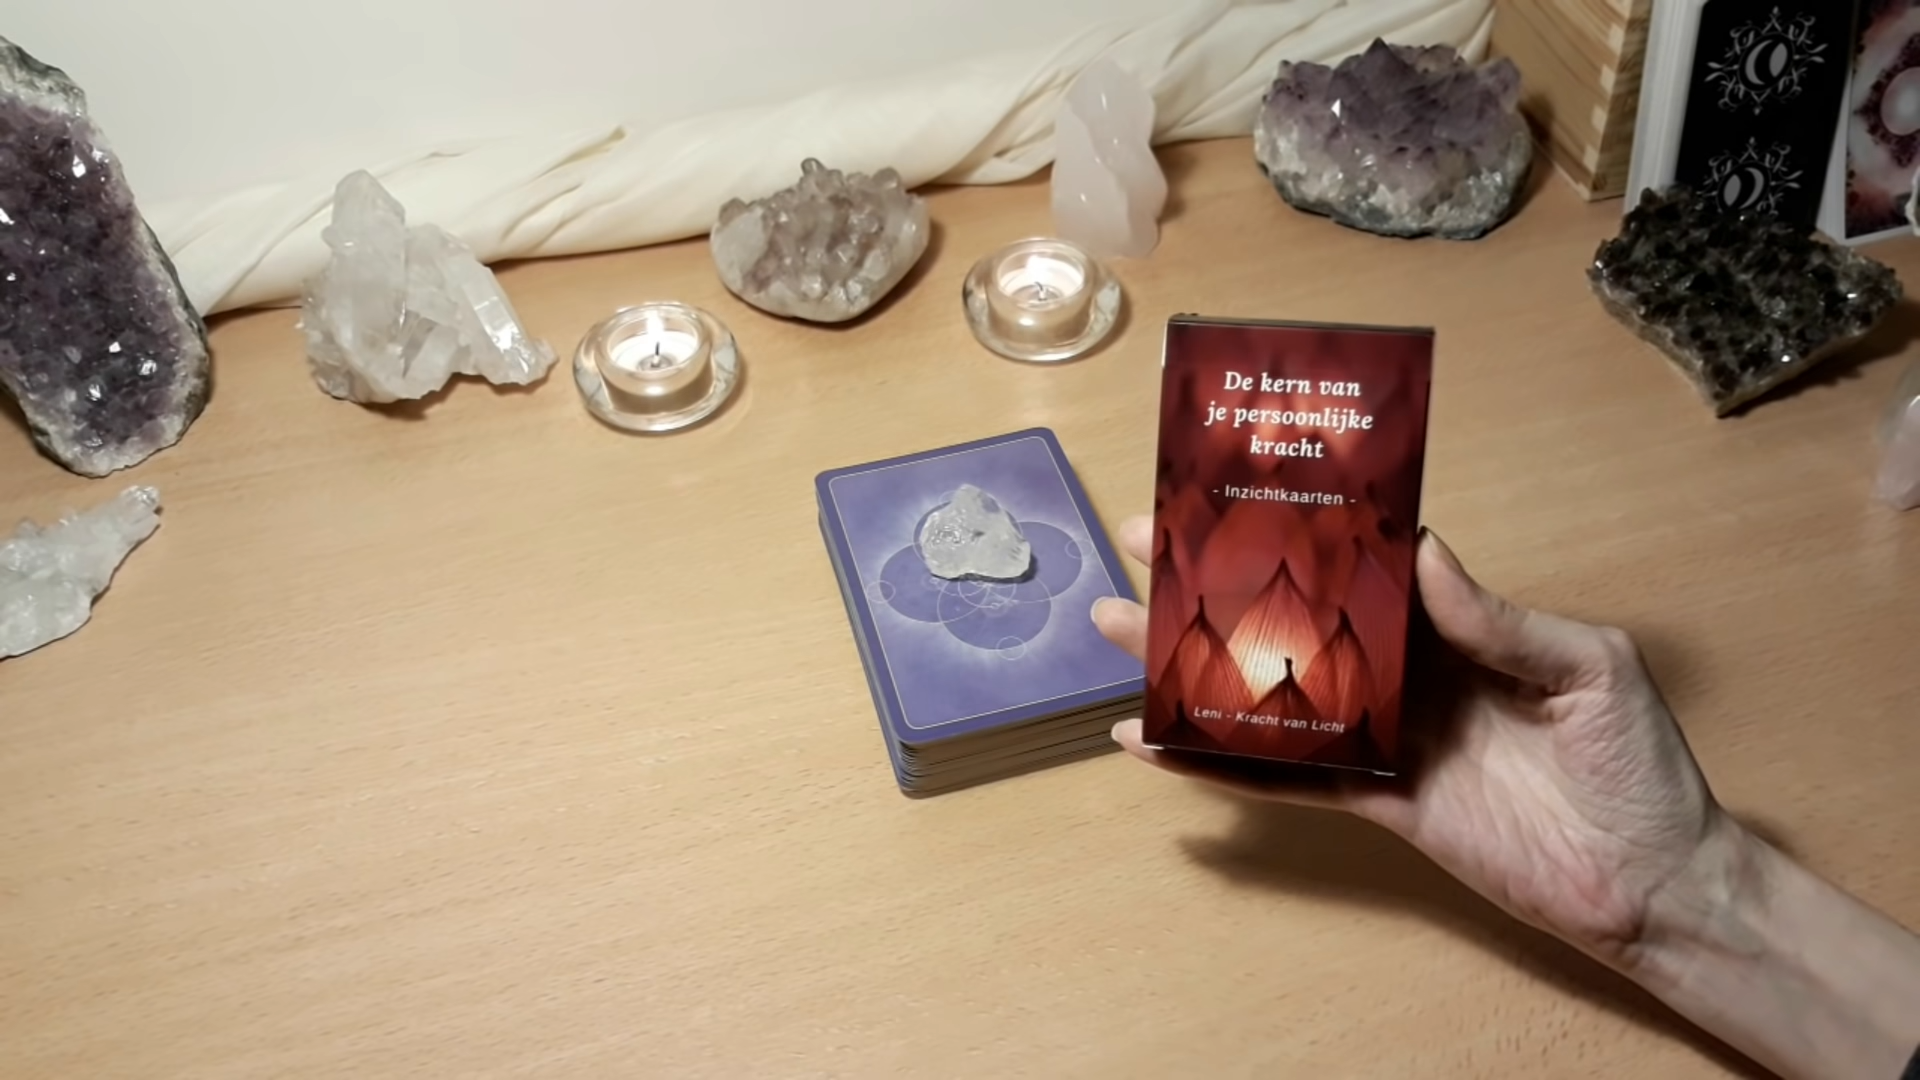 De kern van
je persoonlijke
kracht
- Inzichtkaarten -
Leni - Kracht van Licht